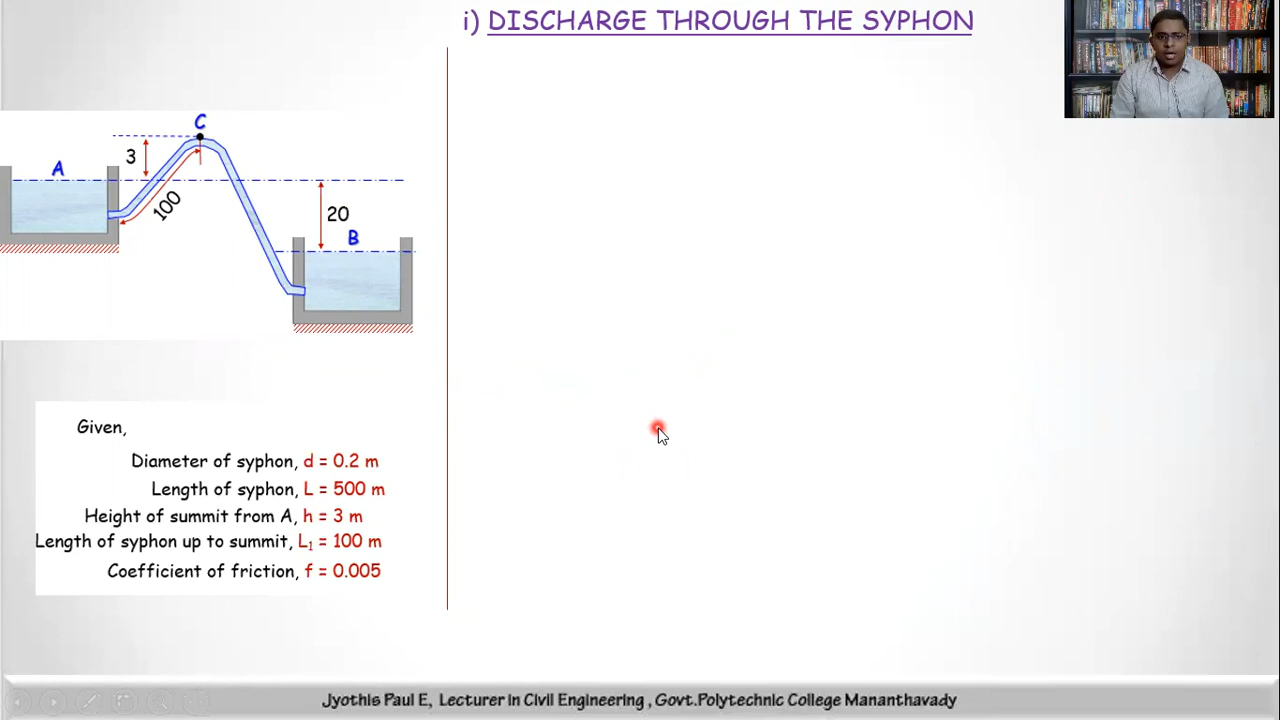 i) DISCHARGE THROUGH THE SYPHON
C
3
A
100
20
B
Given,
Diameter of syphon, d = 0.2 m
Length of syphon, L = 500 m
Height of summit from A, h = 3 m
Length of syphon up to summit, L₁ = 100 m
Coefficient of friction, f = 0.005
Jyothis Paul E, Lecturer in Civil Engineering , Govt.Polytechnic College Mananthavady